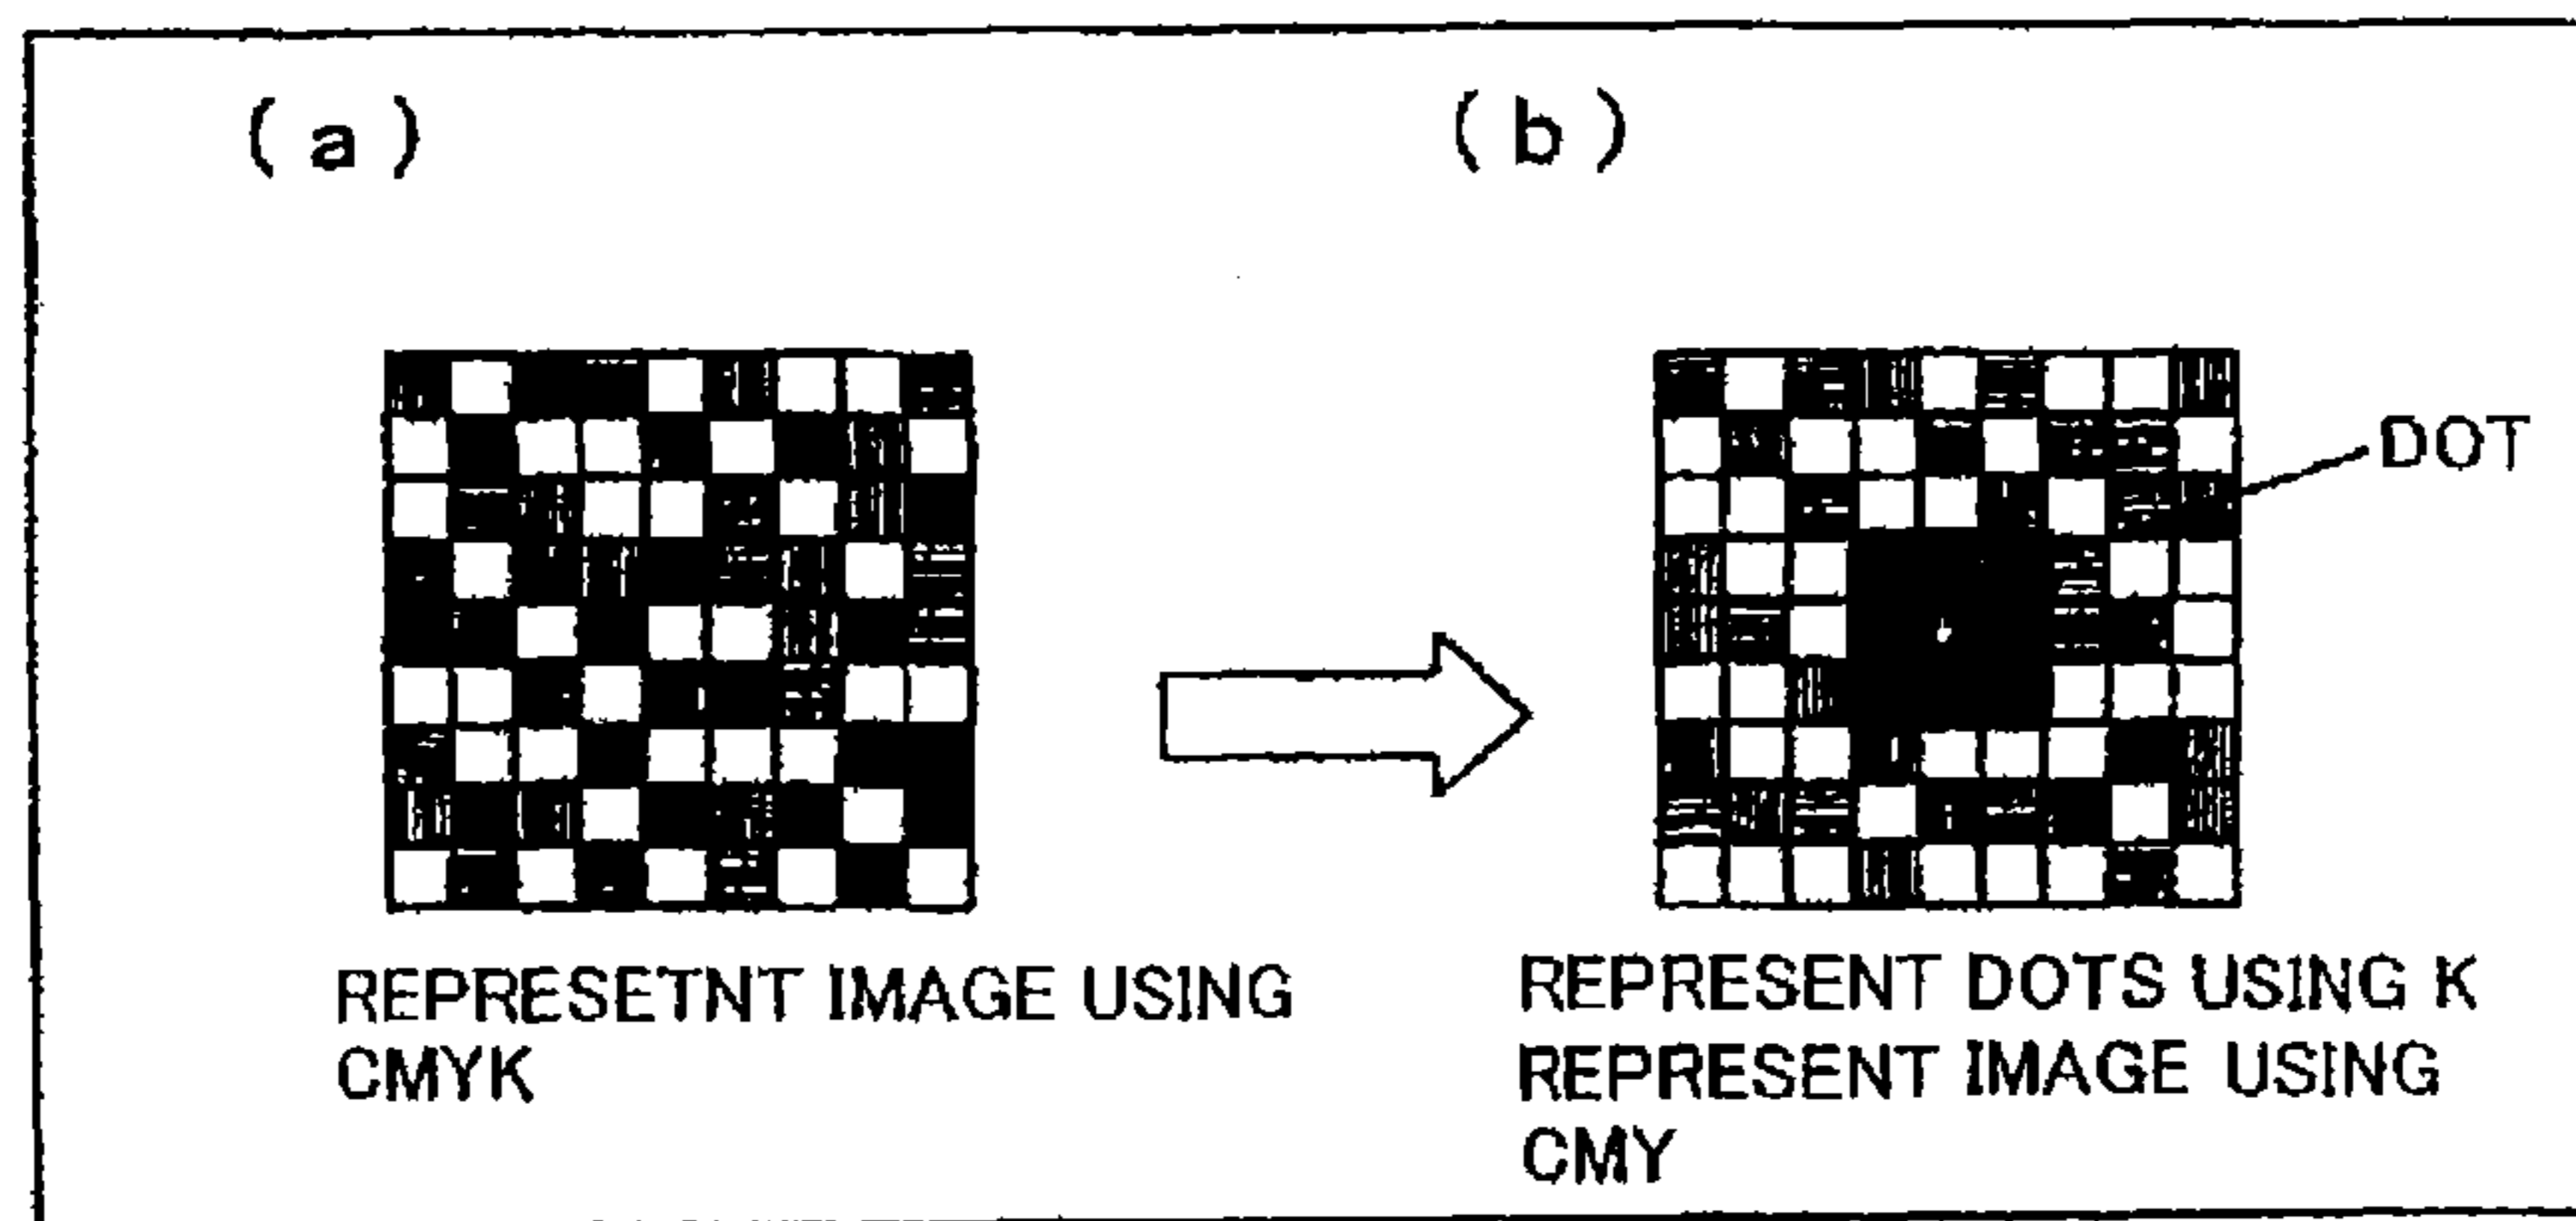 (a)
(b)
DOT
REPRESETNT IMAGE USING
CMYK
REPRESENT DOTS USING K
REPRESENT IMAGE USING
CMY